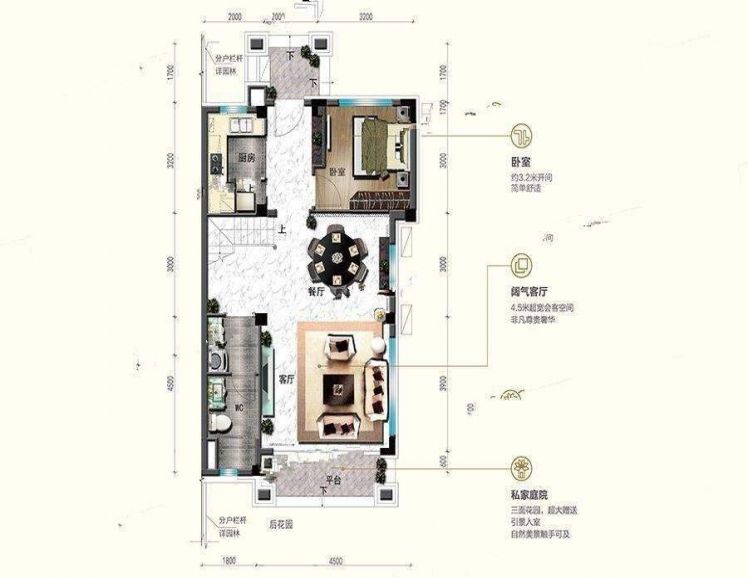 2000
200
3200
1700
3200
3000
4500
分户栏杆
详园林
下
下
1700
1700
3000
3000
3900
600
厨房
上
卧室
上
餐厅
客厅
WC
平台
下
分户栏杆
详园林
后花园
1800
4500
卧室
约3.2米开间
简单舒适
间
阔气客厅
4.5米超宽会客空间
非凡尊贵奢华
00
私家庭院
三面花园、超大赠送
引景入室
自然美景触手可及